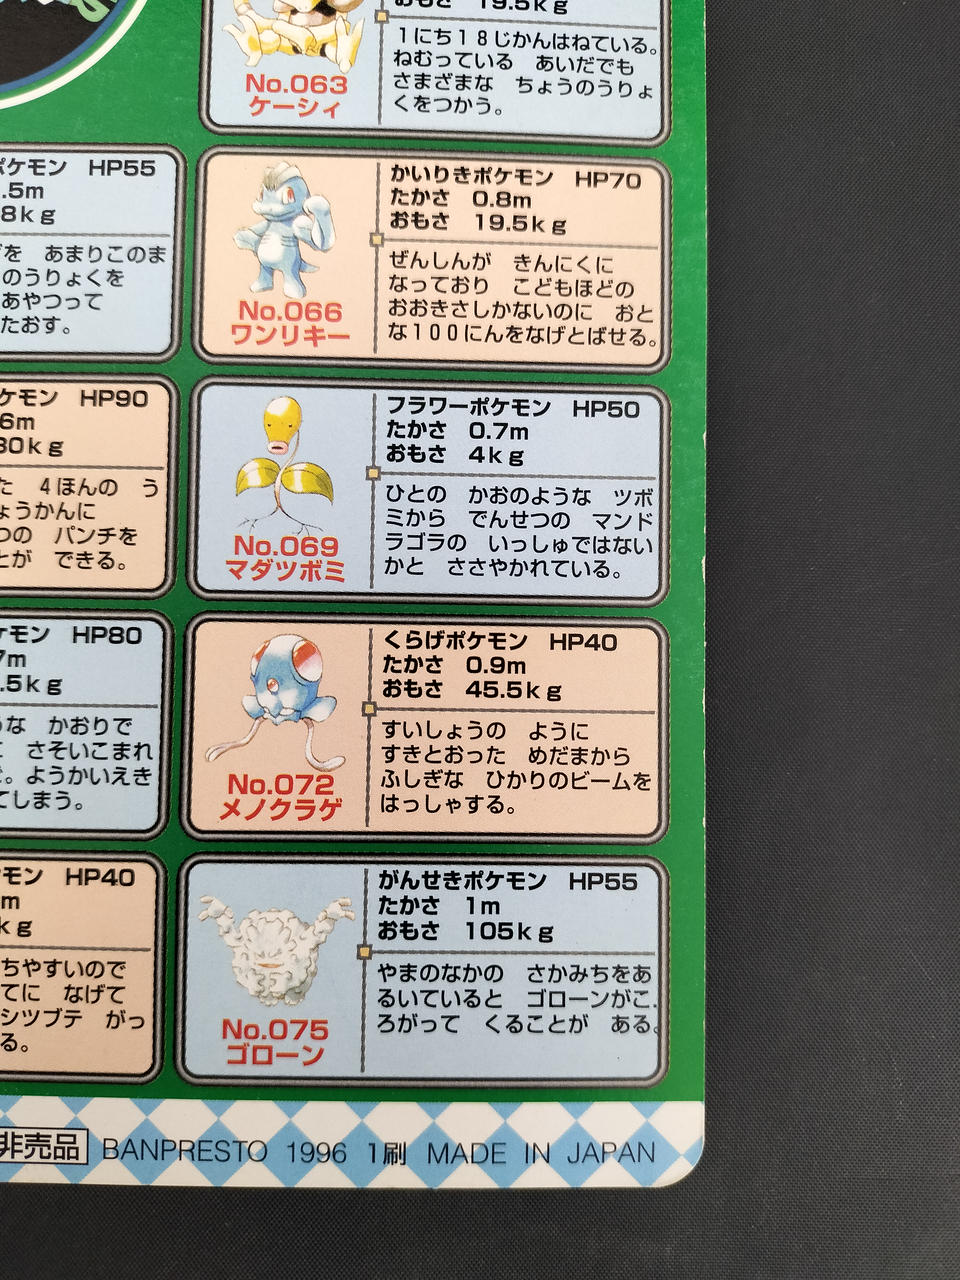 おもさ 19.5kg
1にち18じかんはねている。
ねむっている あいだでも
さまざまな ちょうのうりょ
くをつかう。
No.063
ケーシィ
ポケモン HP55
.5m
8kg
を あまりこのま
のうりょくを
あやつって
たおす。
かいりきポケモン HP70
たかさ 0.8m
おもさ 19.5kg
ぜんしんが きんにくに
なっており こどもほどの
おおきさしかないのに おと
な100にんをなげとばせる。
No.066
ワンリキー
ケモン HP90
6m
30kg
た 4ほんの う
ょうかんに
つの パンチを
とが できる。
フラワーポケモン HP50
たかさ 0.7m
おもさ 4kg
ひとの かおのような ツボ
ミから でんせつの マンド
ラゴラの いっしゅではない
かと ささやかれている。
No.069
マダツボミ
ケモン HP80
7m
.5kg
な かおりで
さそいこまれ
。ようかいえき
てしまう。
くらげポケモン HP40
たかさ 0.9m
おもさ 45.5kg
すいしょうの ように
すきとおった めだまから
ふしぎな ひかりのビームを
はっしゃする。
No.072
メノクラゲ
モン HP40
m
kg
ちやすいので
てに なげて
シツブテ がっ
る。
がんせきポケモン HP55
たかさ 1m
おもさ 105kg
やまのなかの さかみちをあ
るいていると ゴローンがこ
ろがって くることが ある。
No.075
ゴローン
非売品 BANPRESTO 1996 1刷 MADE IN JAPAN